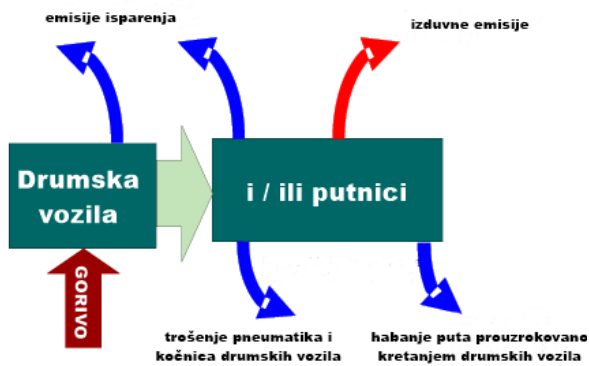 emisije isparenja
izduvne emisije
Drumska
vozila
i / ili putnici
GORIVO
trošenje pneumatika i
kočnica drumskih vozila
habanje puta prouzrokovano
kretanjem drumskih vozila